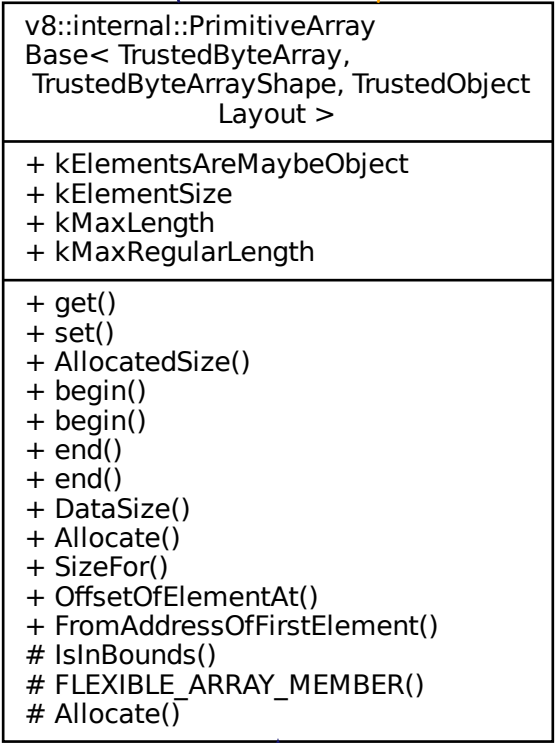 v8::internal::PrimitiveArray
Base< TrustedByteArray,
TrustedByteArrayShape, TrustedObject
Layout >
+ kElementsAreMaybeObject
+ kElementSize
+ kMaxLength
+ kMaxRegularLength
+ get()
+ set()
+ AllocatedSize()
+ begin()
+ begin()
+ end()
+ end()
+ DataSize()
+ Allocate()
+ SizeFor()
+ OffsetOfElementAt()
+ FromAddressOfFirstElement()
# IsInBounds()
# FLEXIBLE_ARRAY_MEMBER()
# Allocate()